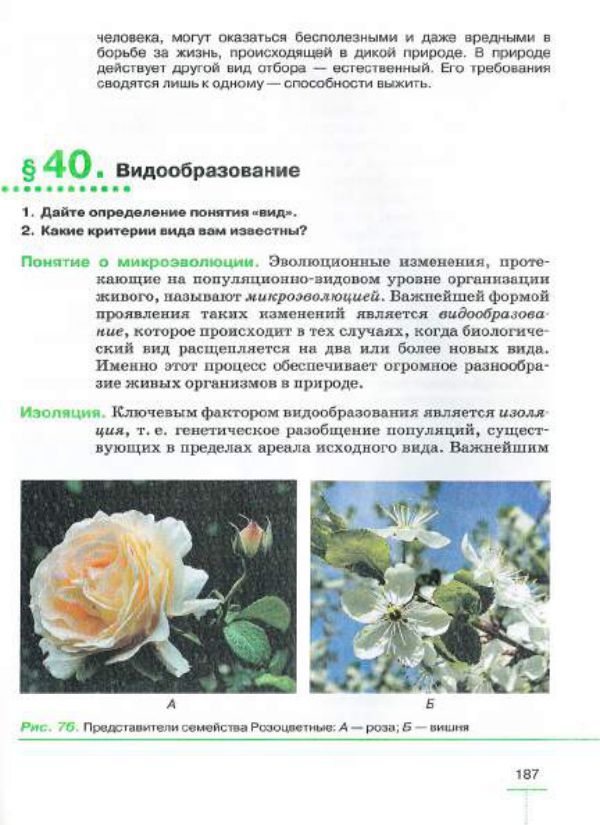 человека, могут оказаться бесполезными и даже вредными в
борьбе за жизнь, происходящей в дикой природе. В природе
действует другой вид отбора — естественный. Его требования
сводятся лишь к одному — способности выжить.
§ 40. Видообразование
1. Дайте определение понятия «вид».
2. Какие критерии вида вам известны?
Понятие о микроэволюции. Эволюционные изменения, проте-
кающие на популяционно-видовом уровне организации
живого, называют микроэволюцией. Важнейшей формой
проявления таких изменений является видообразова-
ние, которое происходит в тех случаях, когда биологиче-
ский вид расщепляется на два или более новых вида.
Именно этот процесс обеспечивает огромное разнообра-
зие живых организмов в природе.
Изоляция. Ключевым фактором видообразования является изоля-
ция, т. е. генетическое разобщение популяций, сущест-
вующих в пределах ареала исходного вида. Важнейшим
А
Б
Рис. 76. Представители семейства Розоцветные: А — роза; Б — вишня
187